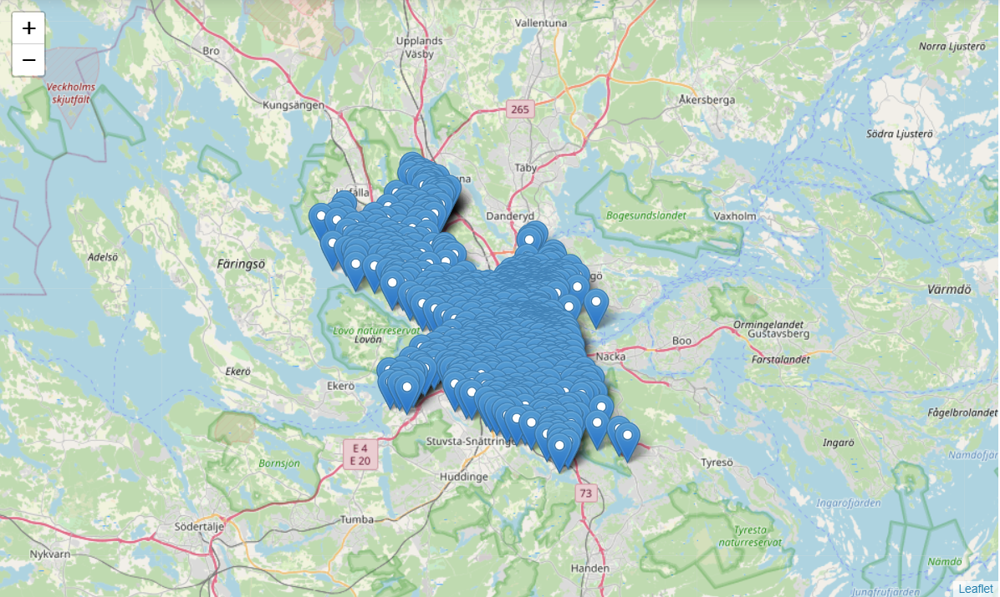 +
−
Vallentuna
Upplands
Väsby
Bro
Norra Ljusterö
Veckholms
skjutfält
Kungsängen
265
Åkersberga
Södra Ljusterö
Täby
Danderyd
Bogesundslandet
Vaxholm
Adelsö
Färingsö
Värmdö
Lovö naturreservat
Lovön
Ormingelandet
Gustavsberg
Boo
Nacka
Farstalandet
Ekerö
Ekerö
Fågelbrolandet
Stuvsta-Snättringe
Ingarö
E 4
E 20
Bornsjön
Tyresö
Huddinge
73
Ingaröfjärden
Tumba
Södertälje
Tyresta
naturreservat
Nykvarn
Handen
Nämdö
Jungfrufjärden
Leaflet